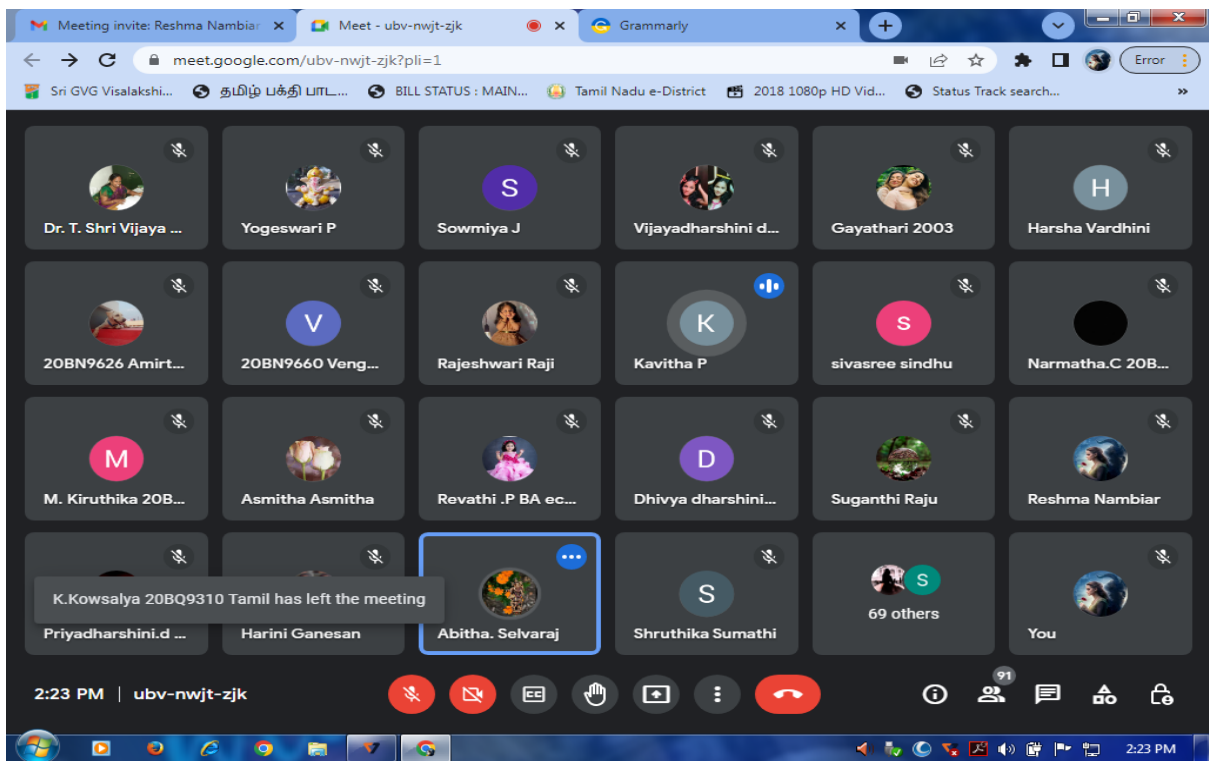 Meeting invite: Reshma Nambiar
Meet - ubv-nwjt-zjk
Grammarly
meet.google.com/ubv-nwjt-zjk?pli=1
Error
Sri GVG Visalakshi...
தமிழ் பக்தி பாட...
BILL STATUS : MAIN...
Tamil Nadu e-District
2018 1080p HD Vid...
Status Track search...
Dr. T. Shri Vijaya ...
Yogeswari P
S
Sowmiya J
Vijayadharshini d...
Gayathari 2003
H
Harsha Vardhini
20BN9626 Amirt...
V
20BN9660 Veng...
Rajeshwari Raji
K
Kavitha P
s
sivasree sindhu
Narmatha.C 20B...
M
M. Kiruthika 20B...
Asmitha Asmitha
Revathi .P BA ec...
D
Dhivya dharshini...
Suganthi Raju
Reshma Nambiar
K.Kowsalya 20BQ9310 Tamil has left the meeting
Priyadharshini.d ...
Harini Ganesan
Abitha. Selvaraj
S
Shruthika Sumathi
S
69 others
You
2:23 PM | ubv-nwjt-zjk
CC
91
2:23 PM